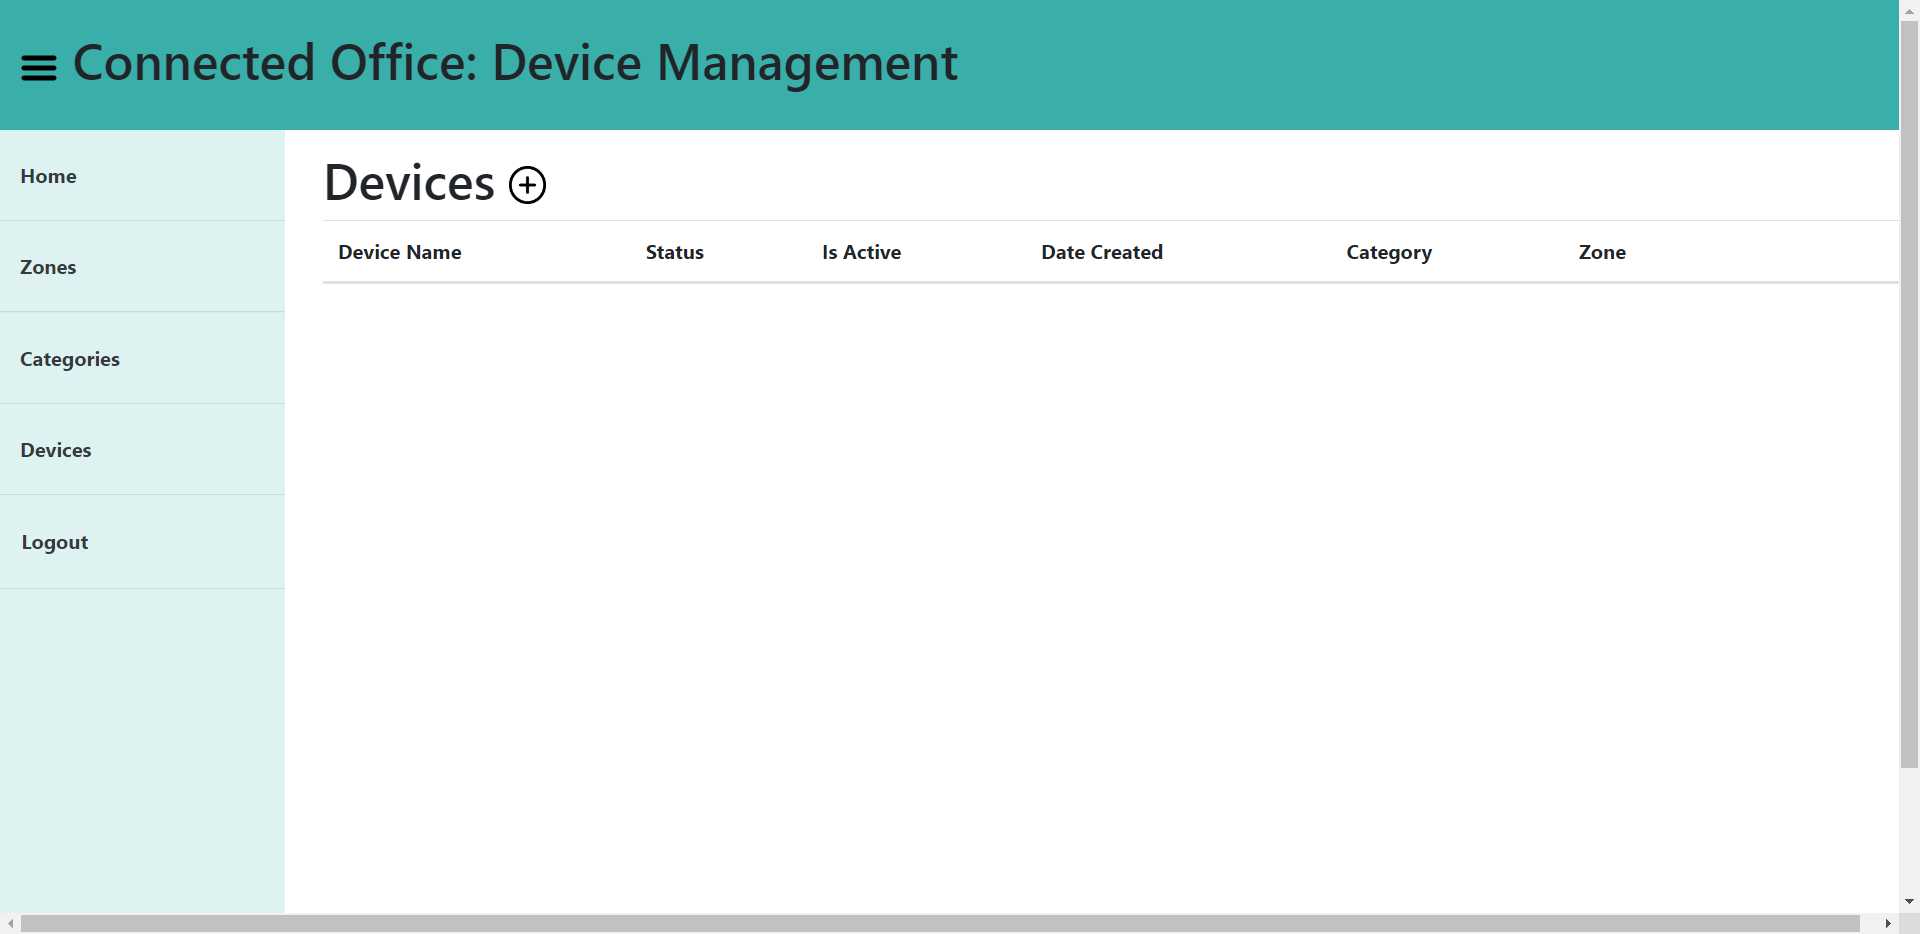 Connected Office: Device Management
Home
Zones
Categories
Devices
Logout
Devices
Device Name Status Is Active Date Created Category Zone